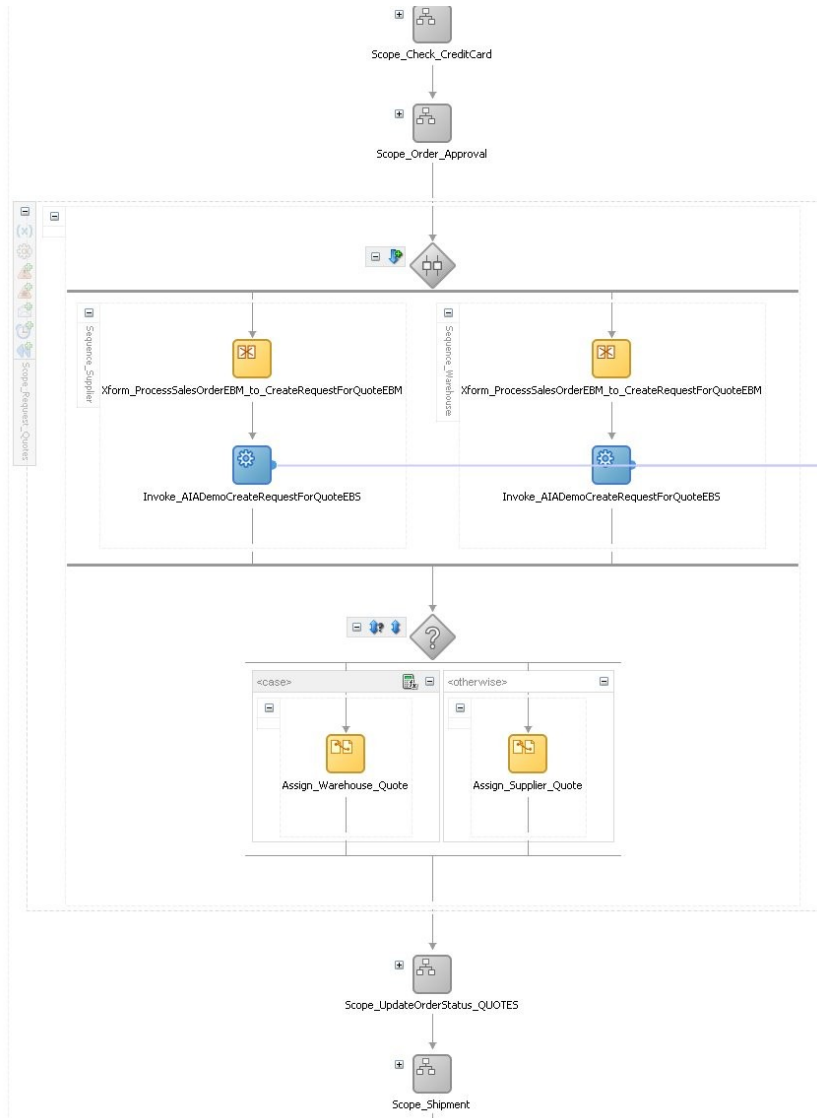 Scope_Check_CreditCard
Scope_Order_Approval
Scope_Request_Quotes
Sequence_Supplier
Xform_ProcessSalesOrderEBM_to_CreateRequestForQuoteEBM
Invoke_AIADemoCreateRequestForQuoteEBS
Sequence_Warehouse
Xform_ProcessSalesOrderEBM_to_CreateRequestForQuoteEBM
Invoke_AIADemoCreateRequestForQuoteEBS
<case>
Assign_Warehouse_Quote
<otherwise>
Assign_Supplier_Quote
Scope_UpdateOrderStatus_QUOTES
Scope_Shipment